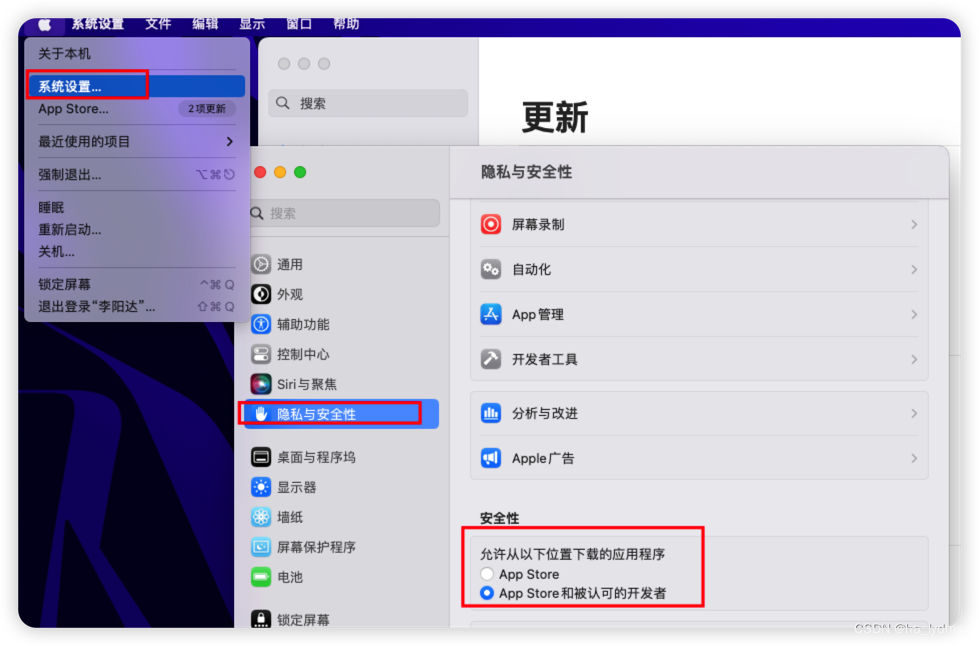 系统设置 文件 编辑 显示 窗口 帮助
关于本机
系统设置...
App Store... 2项更新
最近使用的项目
强制退出...
睡眠
重新启动...
关机...
锁定屏幕 ^⌘Q
退出登录“李阳达”... ⇧⌘Q
搜索
更新
搜索
通用
外观
辅助功能
控制中心
Siri与聚焦
隐私与安全性
桌面与程序坞
显示器
墙纸
屏幕保护程序
电池
锁定屏幕
隐私与安全性
屏幕录制
自动化
App管理
开发者工具
分析与改进
Apple广告
安全性
允许从以下位置下载的应用程序
App Store
App Store和被认可的开发者